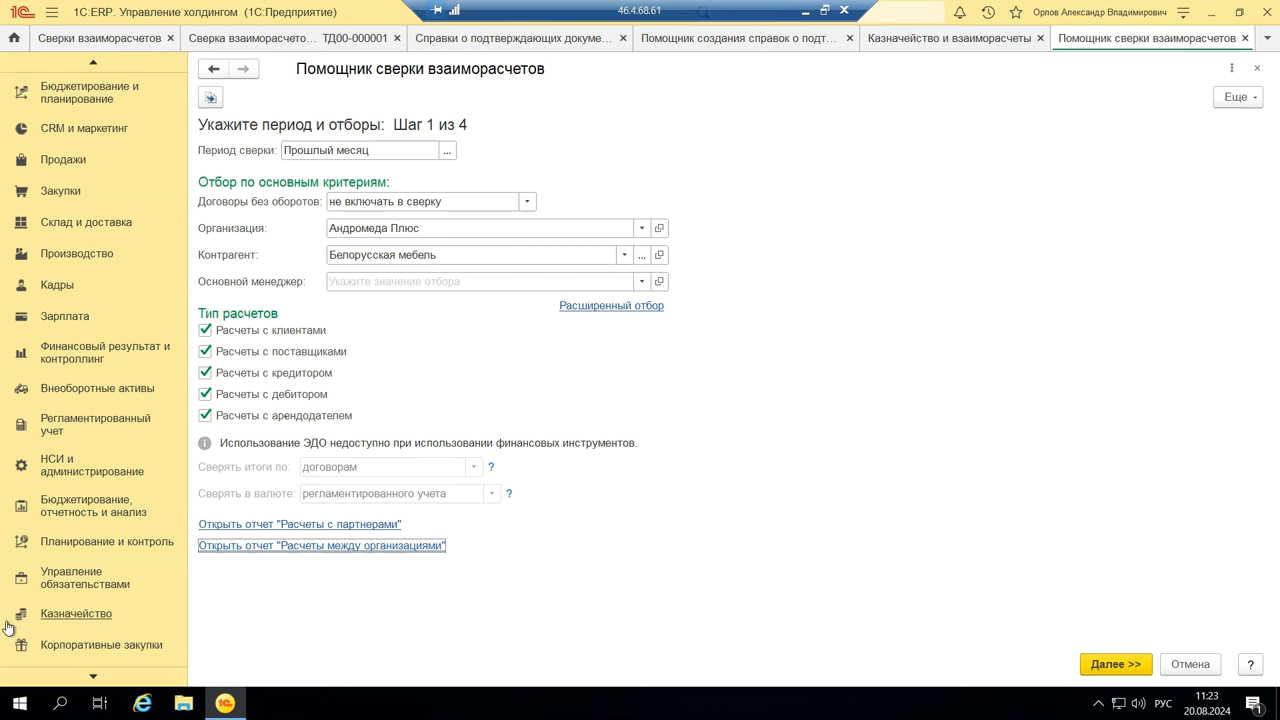 1С:ERP. Управление холдингом (1С:Предприятие)
46.4.68.61
Орлов Александр Владимирович
Сверки взаиморасчетов
Сверка взаиморасчето... ТД00-000001
Справки о подтверждающих докуме...
Помощник создания справок о подт...
Казначейство и взаиморасчеты
Помощник сверки взаиморасчетов
Бюджетирование и
планирование
CRM и маркетинг
Продажи
Закупки
Склад и доставка
Производство
Кадры
Зарплата
Финансовый результат и
контроллинг
Внеоборотные активы
Регламентированный
учет
НСИ и
администрирование
Бюджетирование,
отчетность и анализ
Планирование и контроль
Управление
обязательствами
Казначейство
Корпоративные закупки
Помощник сверки взаиморасчетов
Еще
Укажите период и отборы: Шаг 1 из 4
Период сверки: Прошлый месяц ...
Отбор по основным критериям:
Договоры без оборотов: не включать в сверку
Организация: Андромеда Плюс
Контрагент: Белорусская мебель ...
Основной менеджер: Укажите значение отбора
Расширенный отбор
Тип расчетов
Расчеты с клиентами
Расчеты с поставщиками
Расчеты с кредитором
Расчеты с дебитором
Расчеты с арендодателем
Использование ЭДО недоступно при использовании финансовых инструментов.
Сверять итоги по: договорам ?
Сверять в валюте: регламентированного учета ?
Открыть отчет "Расчеты с партнерами"
Открыть отчет "Расчеты между организациями"
Далее >> Отмена ?
РУС
11:23
20.08.2024
1